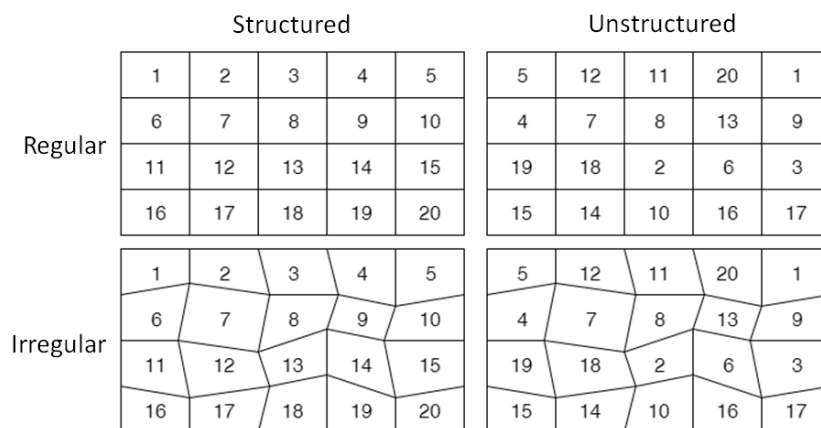 Structured Unstructured
Regular
1 2 3 4 5
6 7 8 9 10
11 12 13 14 15
16 17 18 19 20
5 12 11 20 1
4 7 8 13 9
19 18 2 6 3
15 14 10 16 17
Irregular
1 2 3 4 5
6 7 8 9 10
11 12 13 14 15
16 17 18 19 20
5 12 11 20 1
4 7 8 13 9
19 18 2 6 3
15 14 10 16 17